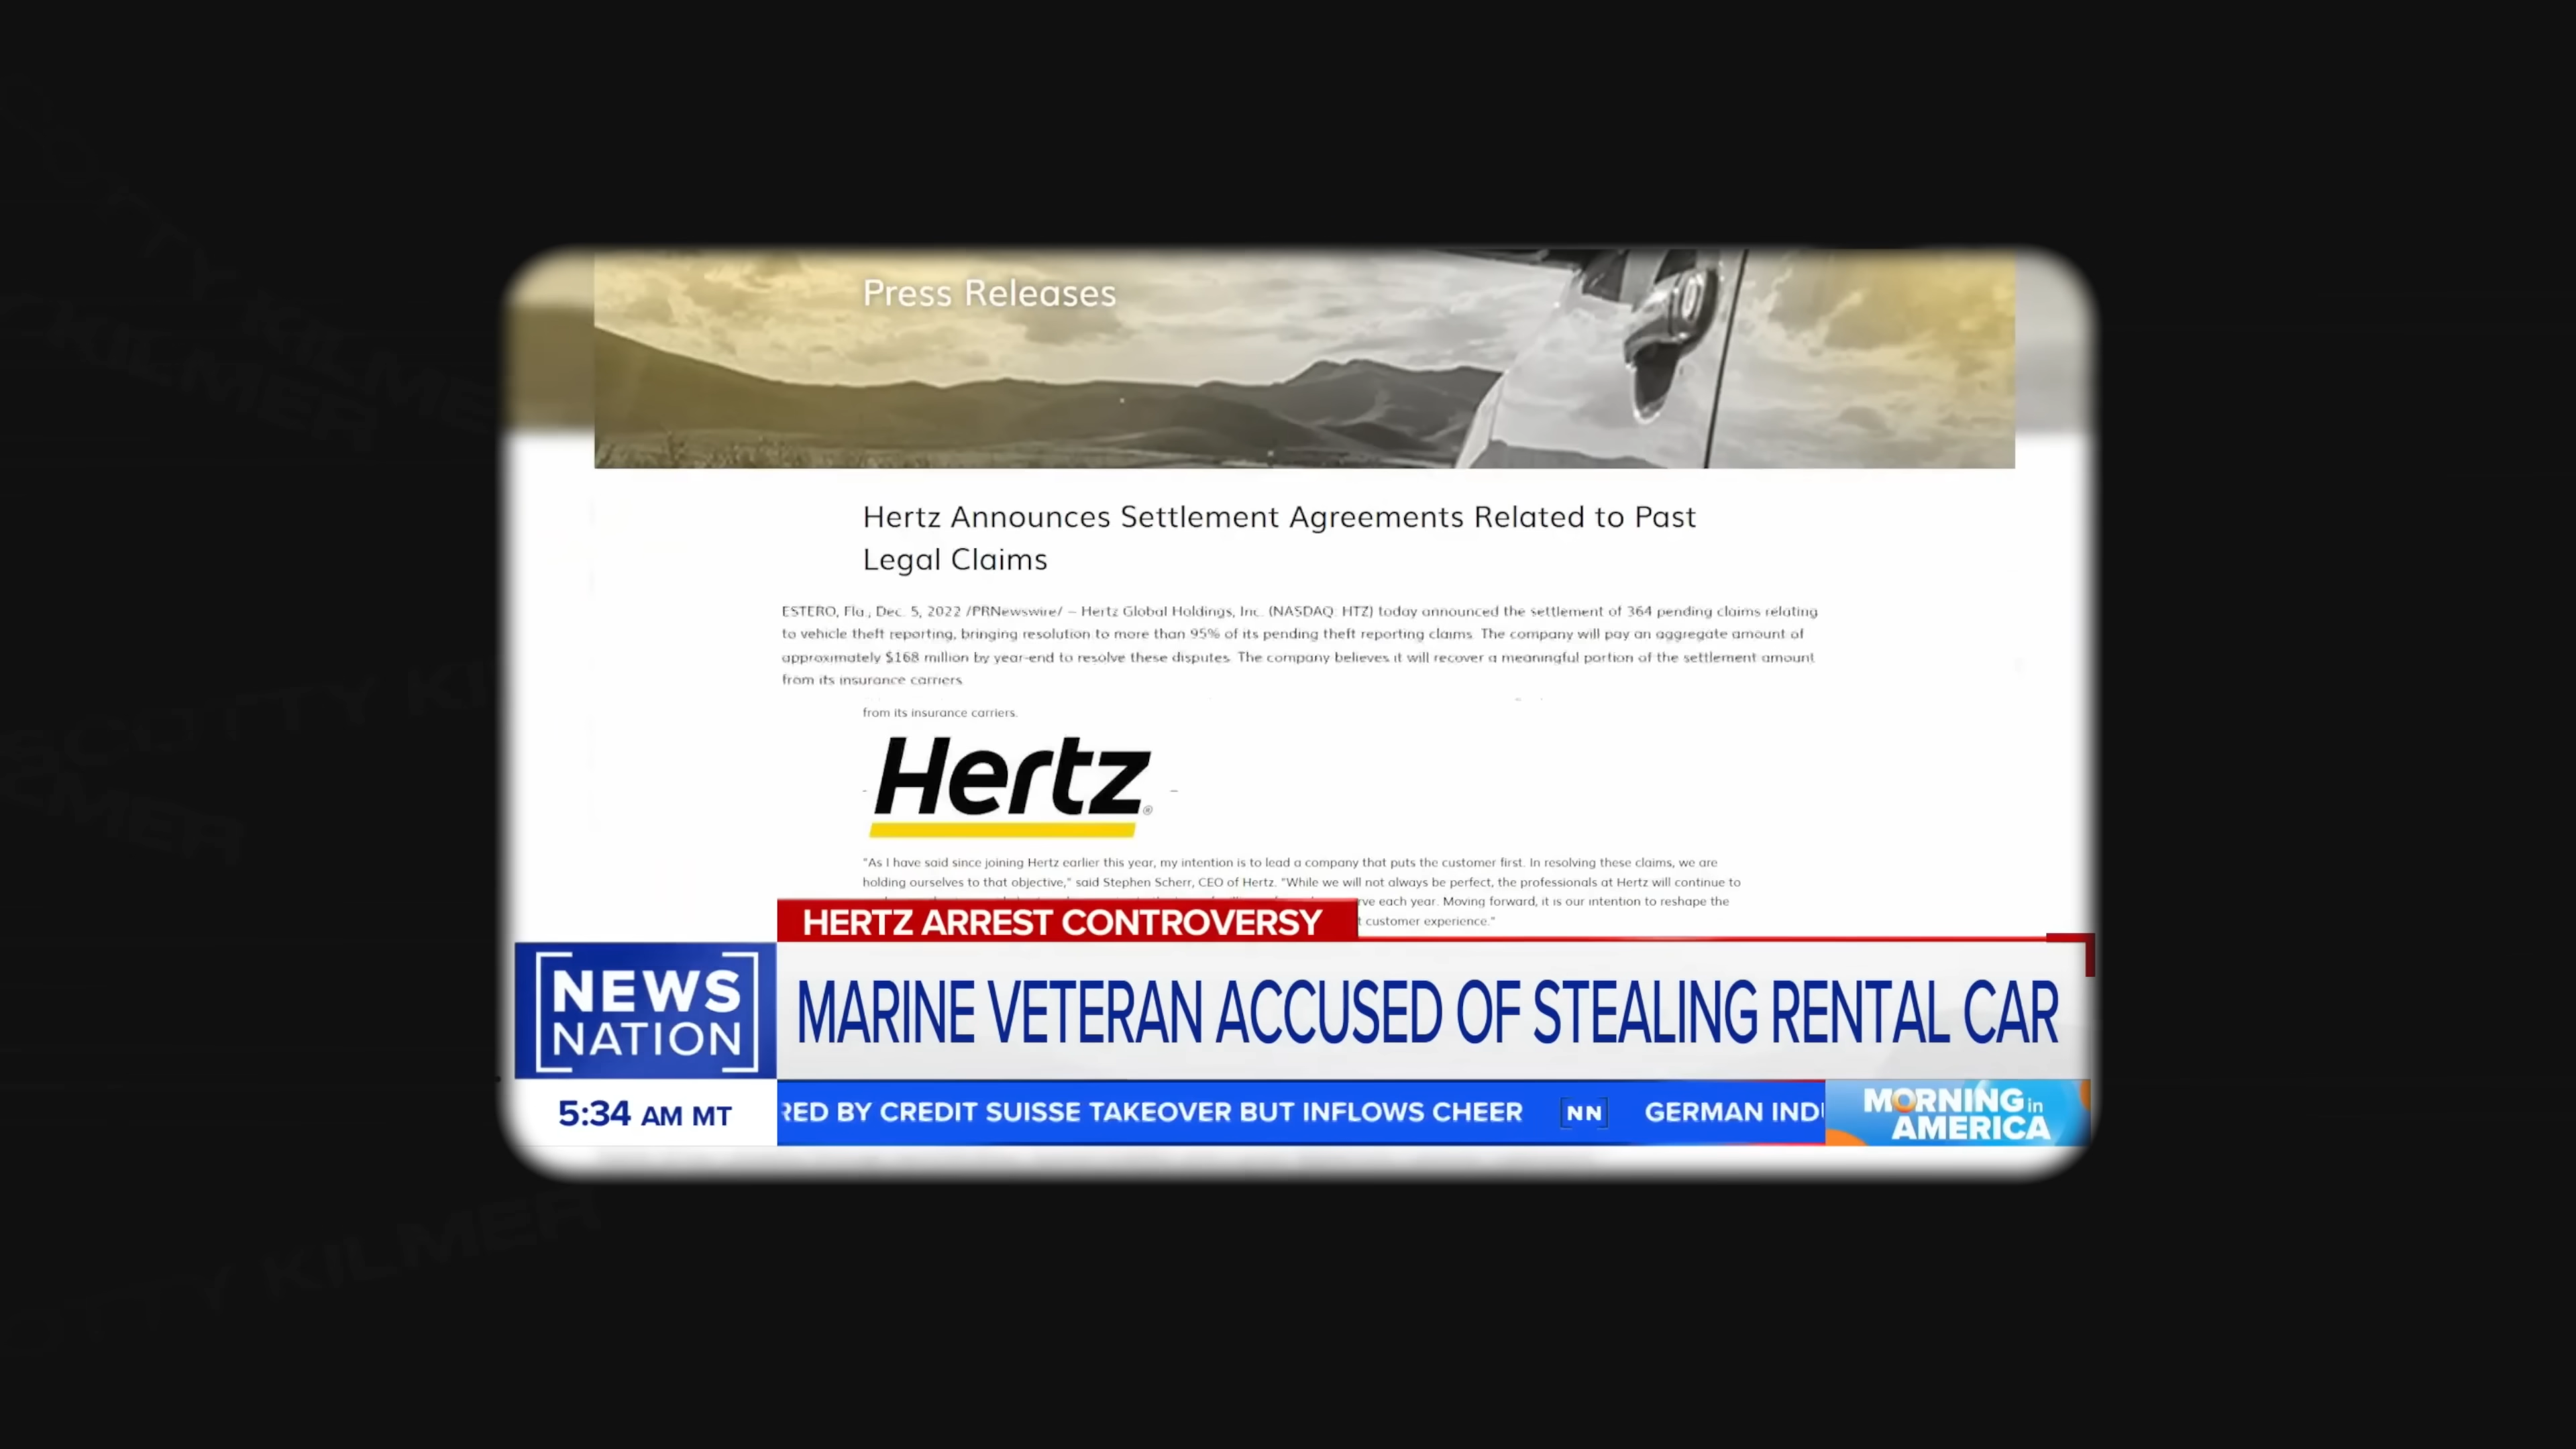 Press Releases
Hertz Announces Settlement Agreements Related to Past
Legal Claims
ESTERO, Fla., Dec. 5, 2022 /PRNewswire/ – Hertz Global Holdings, Inc. (NASDAQ: HTZ) today announced the settlement of 364 pending claims relating
to vehicle theft reporting, bringing resolution to more than 95% of its pending theft reporting claims. The company will pay an aggregate amount of
approximately $168 million by year-end to resolve these disputes. The company believes it will recover a meaningful portion of the settlement amount
from its insurance carriers.
from its insurance carriers.
Hertz®
"As I have said since joining Hertz earlier this year, my intention is to lead a company that puts the customer first. In resolving these claims, we are
holding ourselves to that objective," said Stephen Scherr, CEO of Hertz. "While we will not always be perfect, the professionals at Hertz will continue to
each year. Moving forward, it is our intention to reshape the
customer experience."
HERTZ ARREST CONTROVERSY
NEWS
NATION
MARINE VETERAN ACCUSED OF STEALING RENTAL CAR
5:34 AM MT
RED BY CREDIT SUISSE TAKEOVER BUT INFLOWS CHEER [NN] GERMAN IND
MORNING in
AMERICA
SCOTTY KILMER
Y KILMER
SCOTTY KI
KILMER
OTTY KILMER